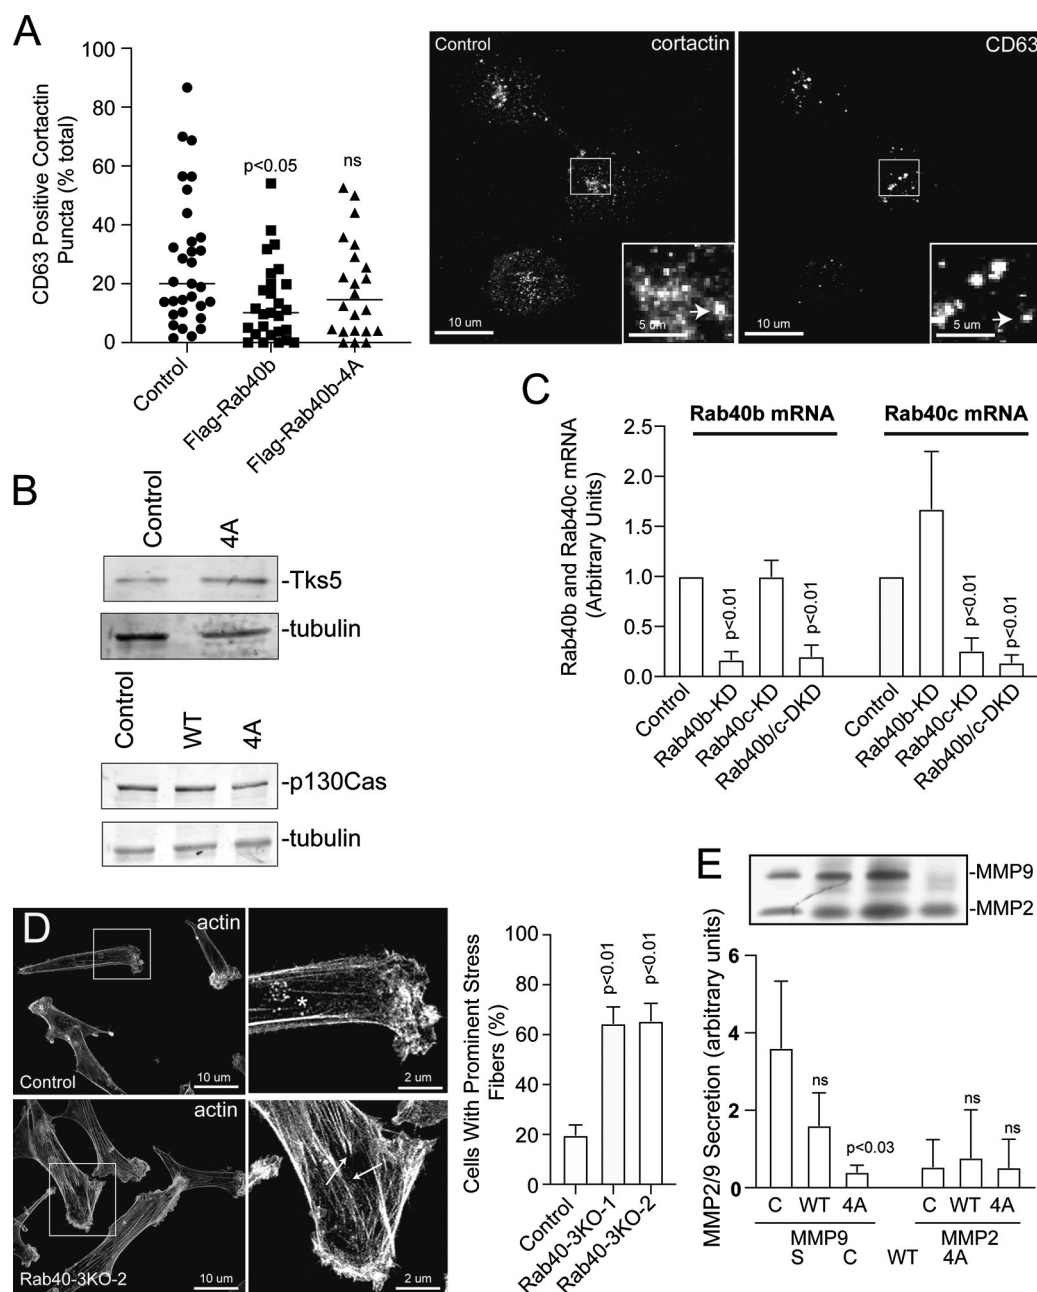 A
CD63 Positive Cortactin
Puncta (% total)
100
80
60
40
20
0
p<0.05
ns
Control
Flag-Rab40b
Flag-Rab40b-4A
Control
cortactin
10 um
5 um
CD63
10 um
5 um
B
Control
4A
-Tks5
-tubulin
Control
WT
4A
-p130Cas
-tubulin
C
Rab40b mRNA
Rab40c mRNA
Rab40b and Rab40c mRNA
(Arbitrary Units)
2.5
2.0
1.5
1.0
0.5
0.0
p<0.01
p<0.01
p<0.01
p<0.01
Control
Rab40b-KD
Rab40c-KD
Rab40b/c-DKD
Control
Rab40b-KD
Rab40c-KD
Rab40b/c-DKD
D
actin
Control
10 um
*
2 um
actin
Rab40-3KO-2
10 um
2 um
Cells With Prominent Stress
Fibers (%)
100
80
60
40
20
0
p<0.01
p<0.01
Control
Rab40-3KO-1
Rab40-3KO-2
E
-MMP9
-MMP2
MMP2/9 Secretion (arbitrary units)
6
4
2
0
ns
p<0.03
ns
ns
C WT 4A
C WT 4A
MMP9
MMP2
S C WT 4A